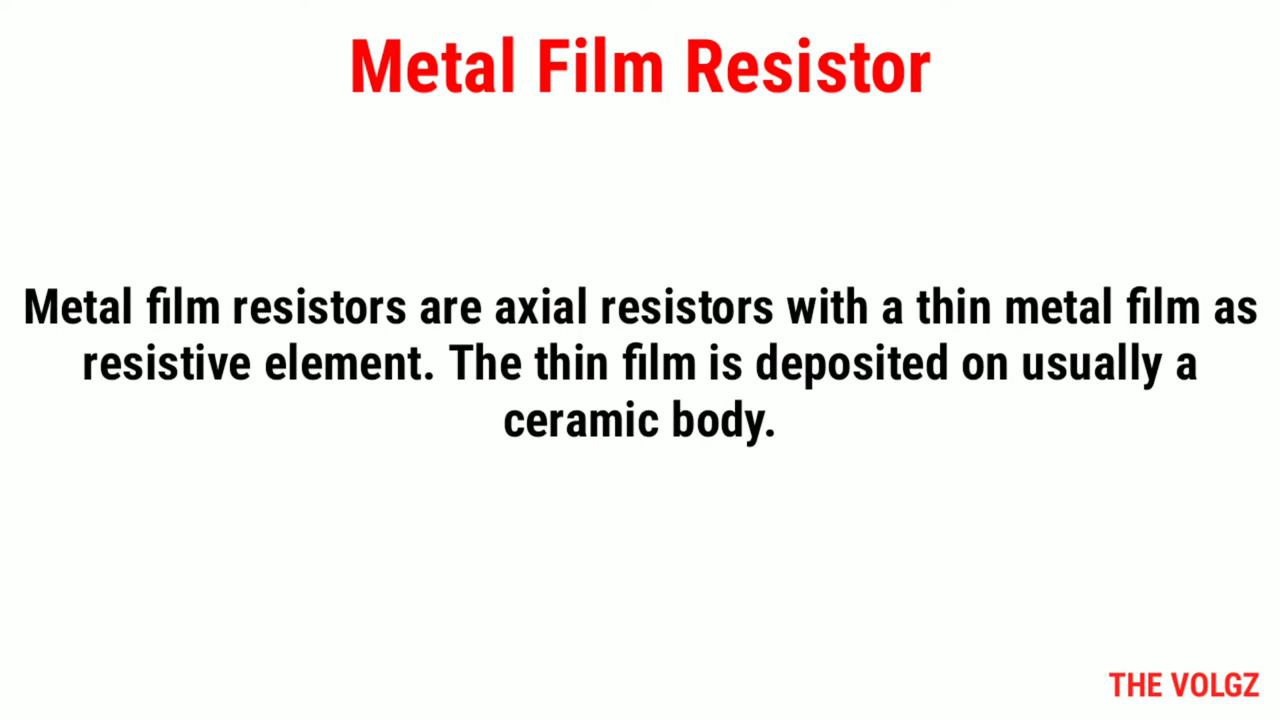 Metal Film Resistor
Metal film resistors are axial resistors with a thin metal film as
resistive element. The thin film is deposited on usually a
ceramic body.
THE VOLGZ